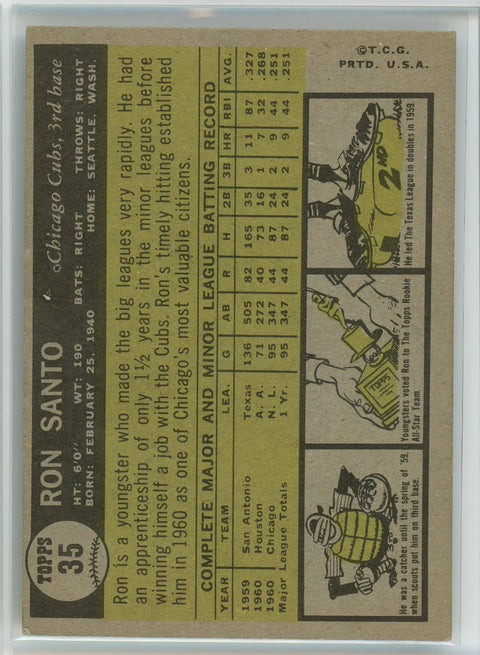 TOPPS
35
RON SANTO
Chicago Cubs, 3rd base
HT: 6'0" WT: 190 BATS: RIGHT THROWS: RIGHT
BORN: FEBRUARY 25, 1940 HOME: SEATTLE, WASH.
Ron is a youngster who made the big leagues very rapidly. He had
an apprenticeship of only 1½ years in the minor leagues before
winning himself a job with the Cubs. Ron's timely hitting established
him in 1960 as one of Chicago's most valuable citizens.
COMPLETE MAJOR AND MINOR LEAGUE BATTING RECORD
YEAR TEAM LEA. G AB R H 2B 3B HR RBI AVG.
1959 San Antonio Texas 136 505 82 165 35 3 11 87 .327
1960 Houston A. A. 71 272 40 73 16 1 7 32 .268
1960 Chicago N. L. 95 347 44 87 24 2 9 44 .251
Major League Totals 1 Yr. 95 347 44 87 24 2 9 44 .251
He was a catcher until the spring of '59,
when scouts put him on third base.
TOPPS
Youngsters voted Ron to The Topps Rookie
All-Star Team
2ND
He led The Texas League in doubles in 1959.
©T.C.G.
PRTD. U.S.A.